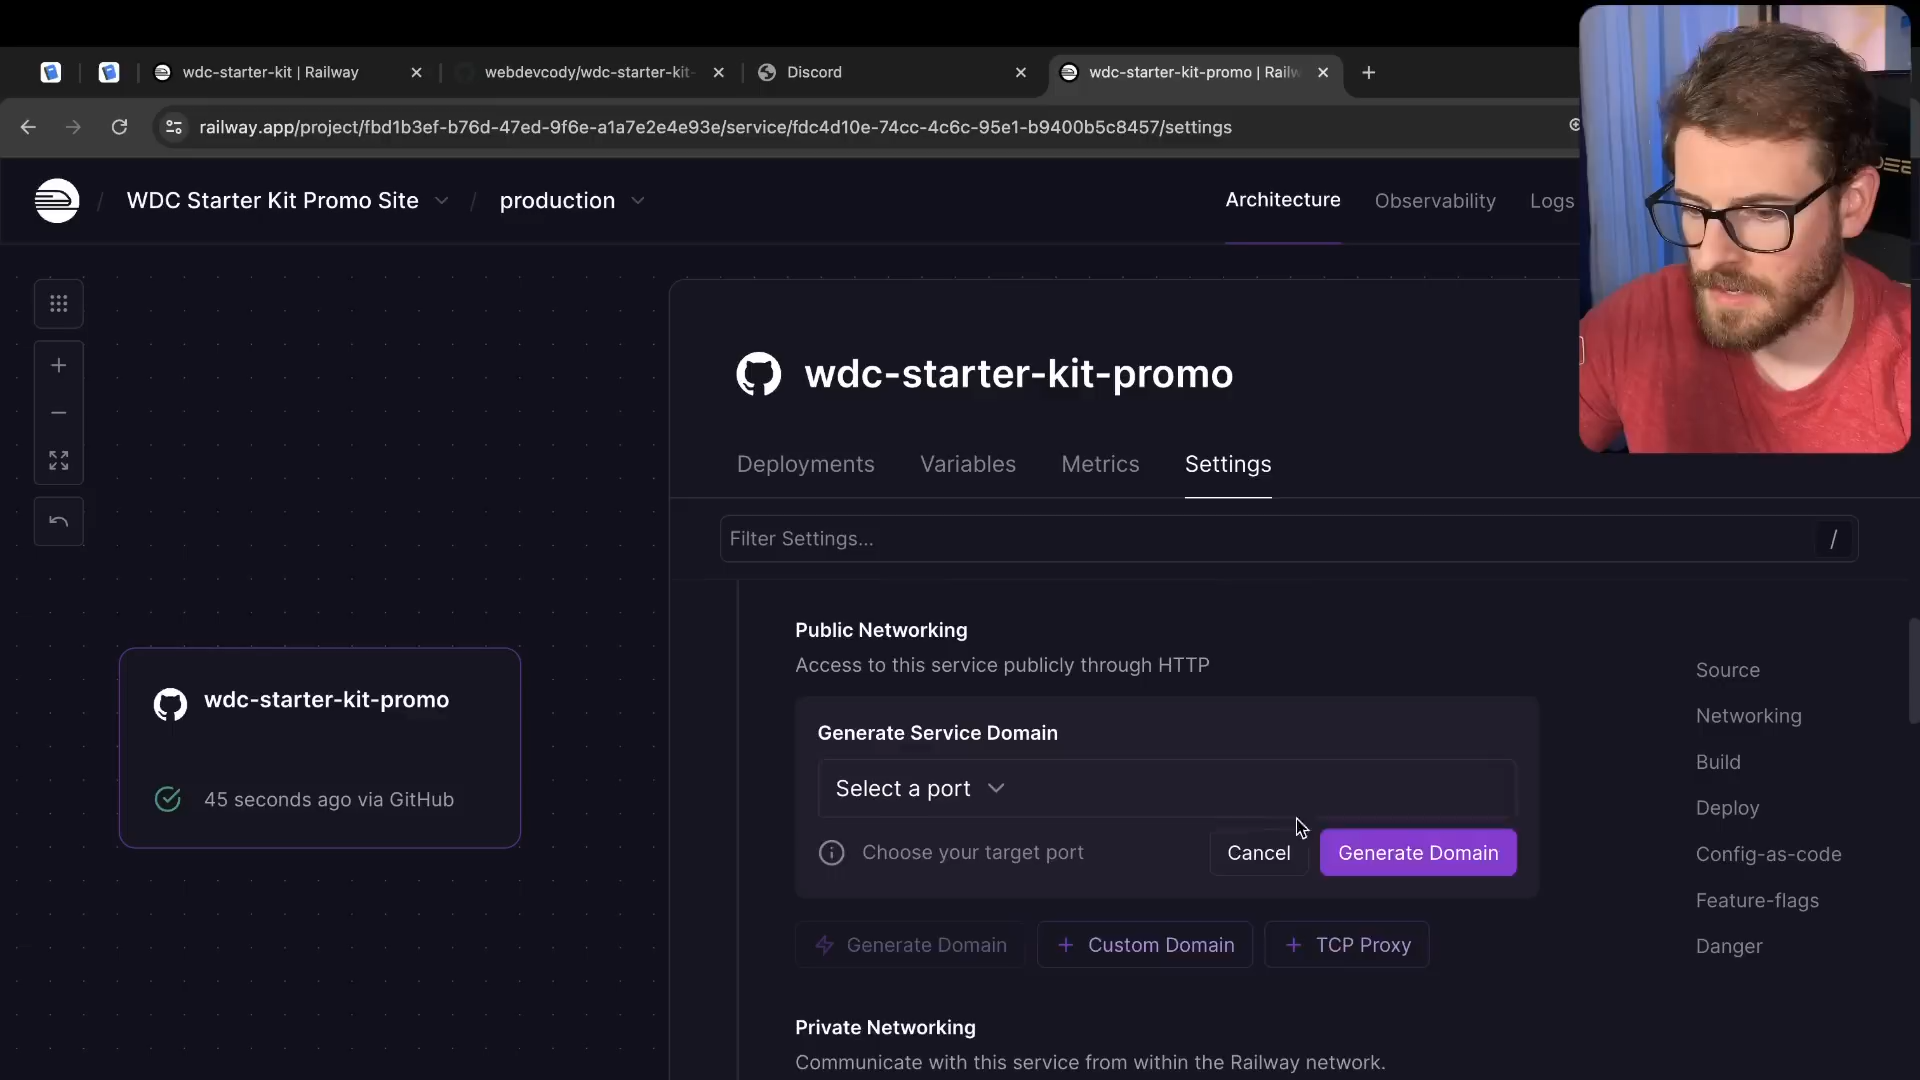 wdc-starter-kit | Railway
webdevcody/wdc-starter-kit-
Discord
wdc-starter-kit-promo | Railw
railway.app/project/fbd1b3ef-b76d-47ed-9f6e-a1a7e2e4e93e/service/fdc4d10e-74cc-4c6c-95e1-b9400b5c8457/settings
/ WDC Starter Kit Promo Site / production
Architecture
Observability
Logs
wdc-starter-kit-promo
Deployments
Variables
Metrics
Settings
Filter Settings...
/
Public Networking
Access to this service publicly through HTTP
Generate Service Domain
Select a port
Choose your target port
Cancel
Generate Domain
Generate Domain
+ Custom Domain
+ TCP Proxy
Private Networking
Communicate with this service from within the Railway network.
Source
Networking
Build
Deploy
Config-as-code
Feature-flags
Danger
wdc-starter-kit-promo
45 seconds ago via GitHub